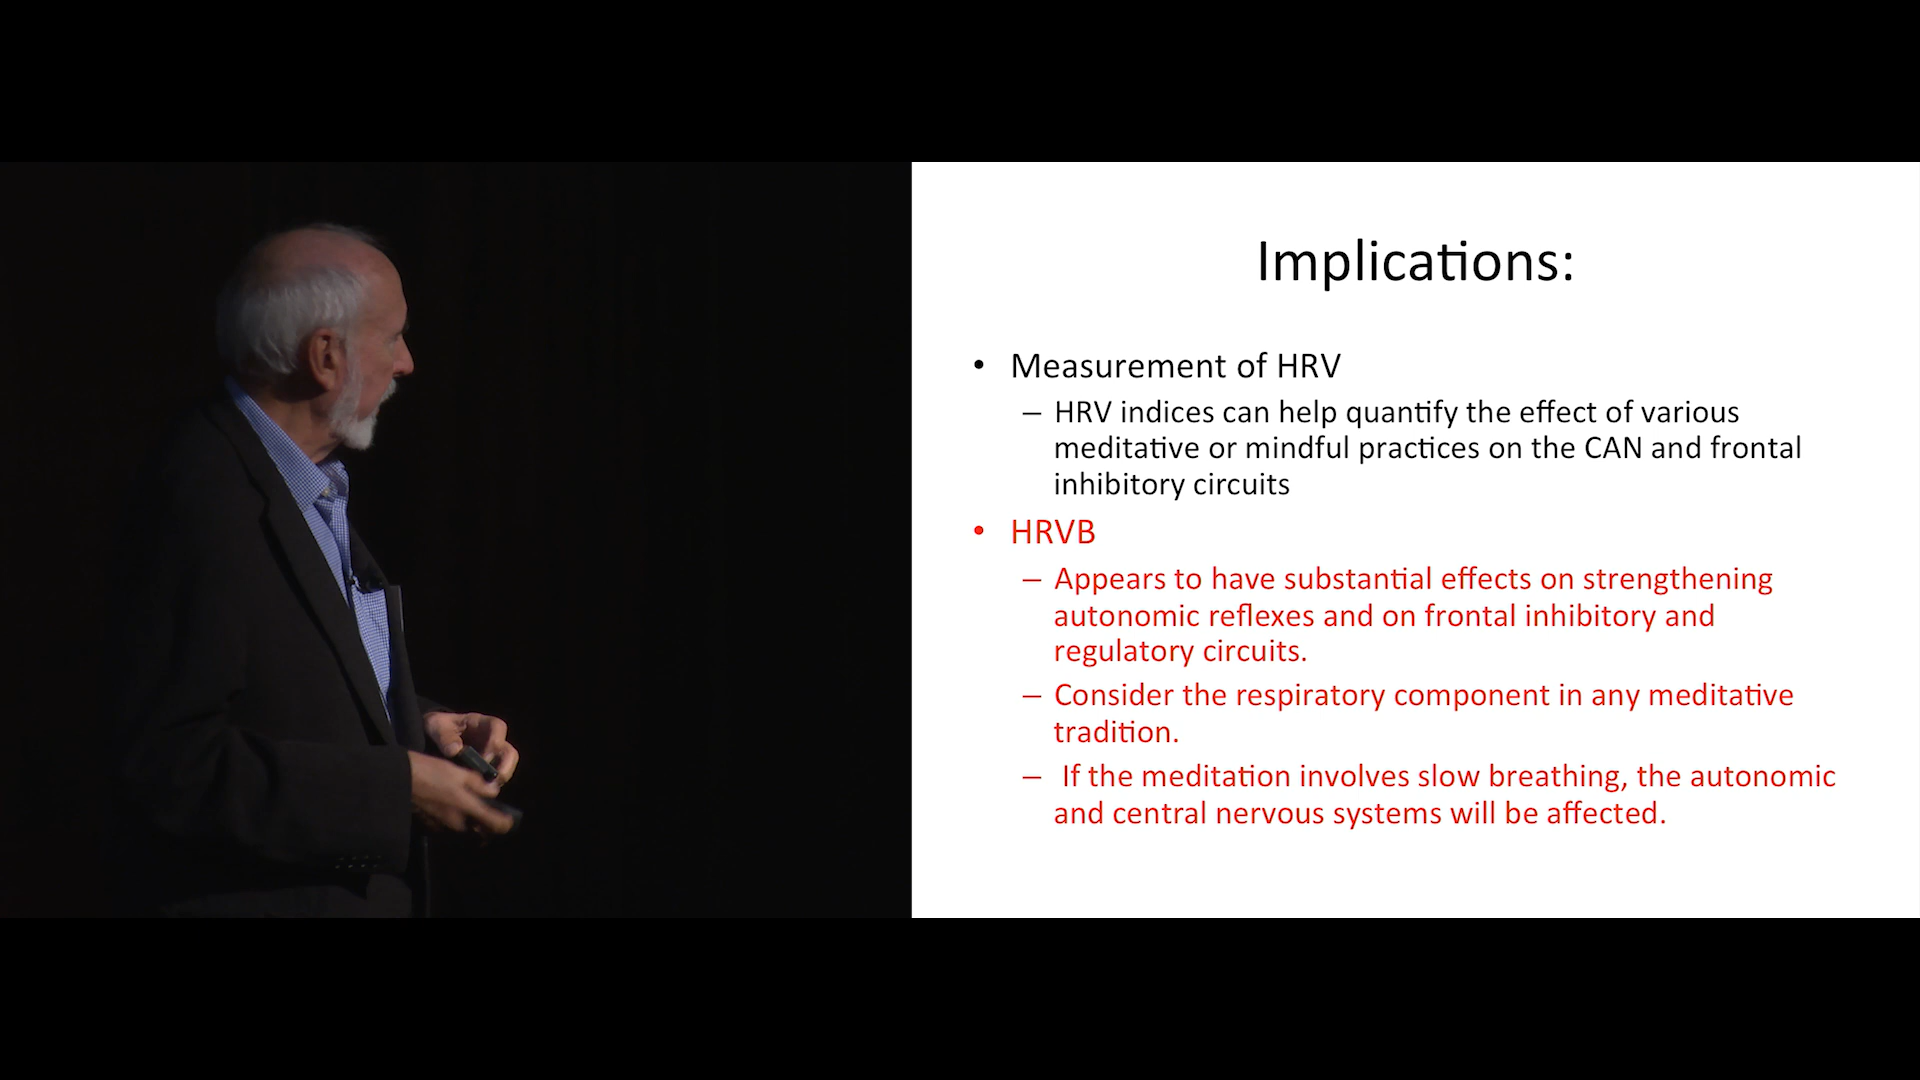 Implications:
• Measurement of HRV
– HRV indices can help quantify the effect of various
meditative or mindful practices on the CAN and frontal
inhibitory circuits
• HRVB
– Appears to have substantial effects on strengthening
autonomic reflexes and on frontal inhibitory and
regulatory circuits.
– Consider the respiratory component in any meditative
tradition.
– If the meditation involves slow breathing, the autonomic
and central nervous systems will be affected.